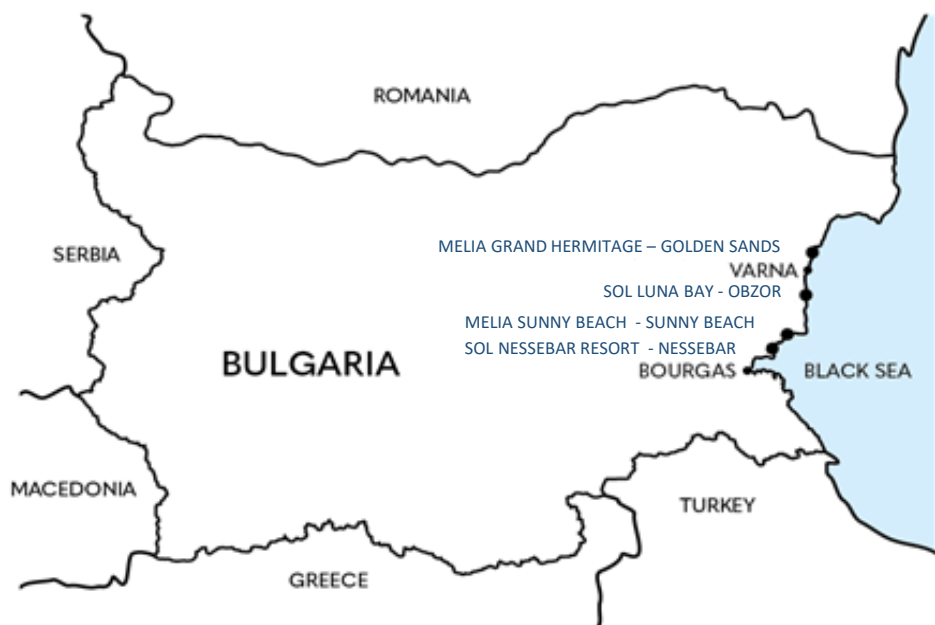 ROMANIA
SERBIA
MELIA GRAND HERMITAGE – GOLDEN SANDS
VARNA
SOL LUNA BAY - OBZOR
MELIA SUNNY BEACH - SUNNY BEACH
SOL NESSEBAR RESORT - NESSEBAR
BULGARIA
BOURGAS
BLACK SEA
MACEDONIA
TURKEY
GREECE